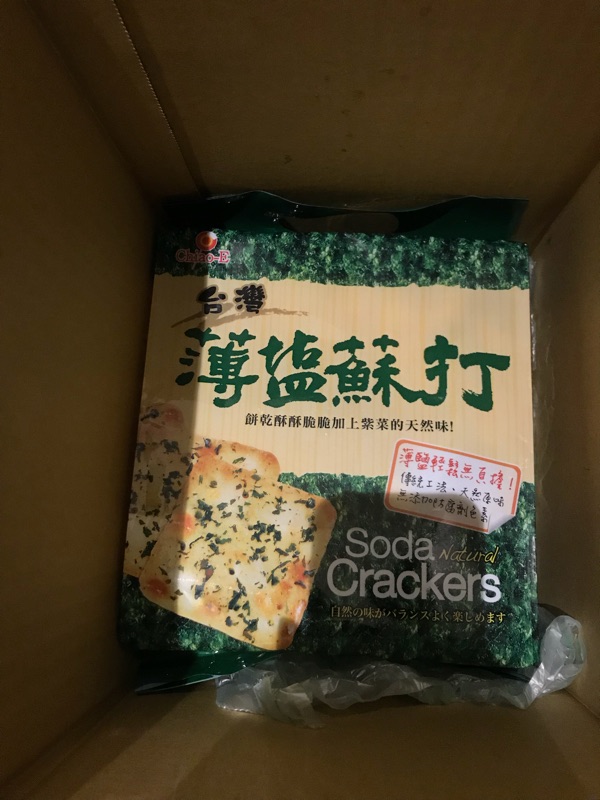 Chiao-E
台灣
薄塩蘇打
餅乾酥酥脆脆加上紫菜的天然味!
薄鹽輕鬆無負擔!
傳統工法、天然原味
無添加防腐劑色素
Soda Natural
Crackers
自然の味がバランスよく楽しめます